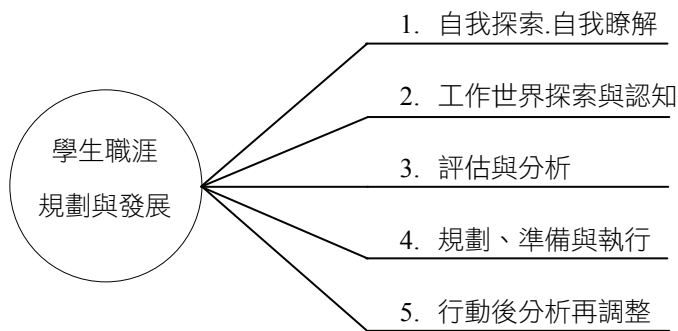 學生職涯
規劃與發展
1. 自我探索.自我瞭解
2. 工作世界探索與認知
3. 評估與分析
4. 規劃、準備與執行
5. 行動後分析再調整